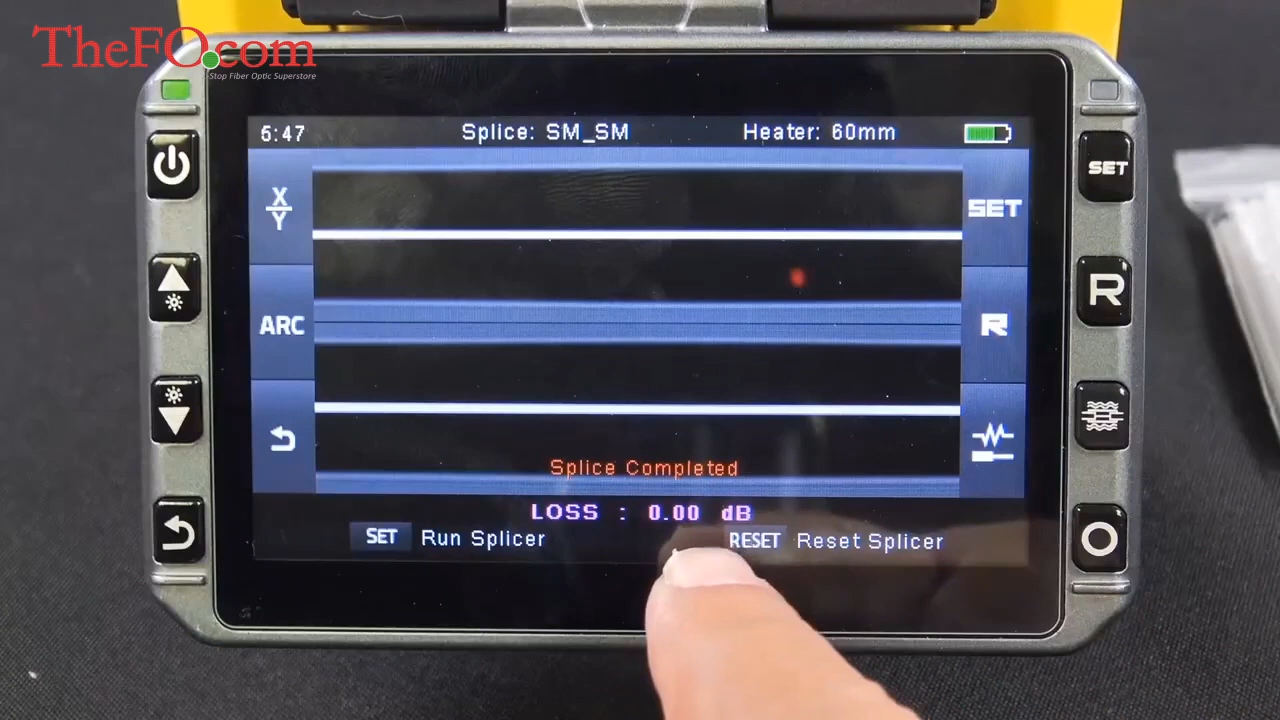 TheFO.com
Stop Fiber Optic Superstore
5:47 Splice: SM_SM Heater: 60mm
X
Y
SET
SET
ARC
R
R
Splice Completed
LOSS : 0.00 dB
SET Run Splicer RESET Reset Splicer